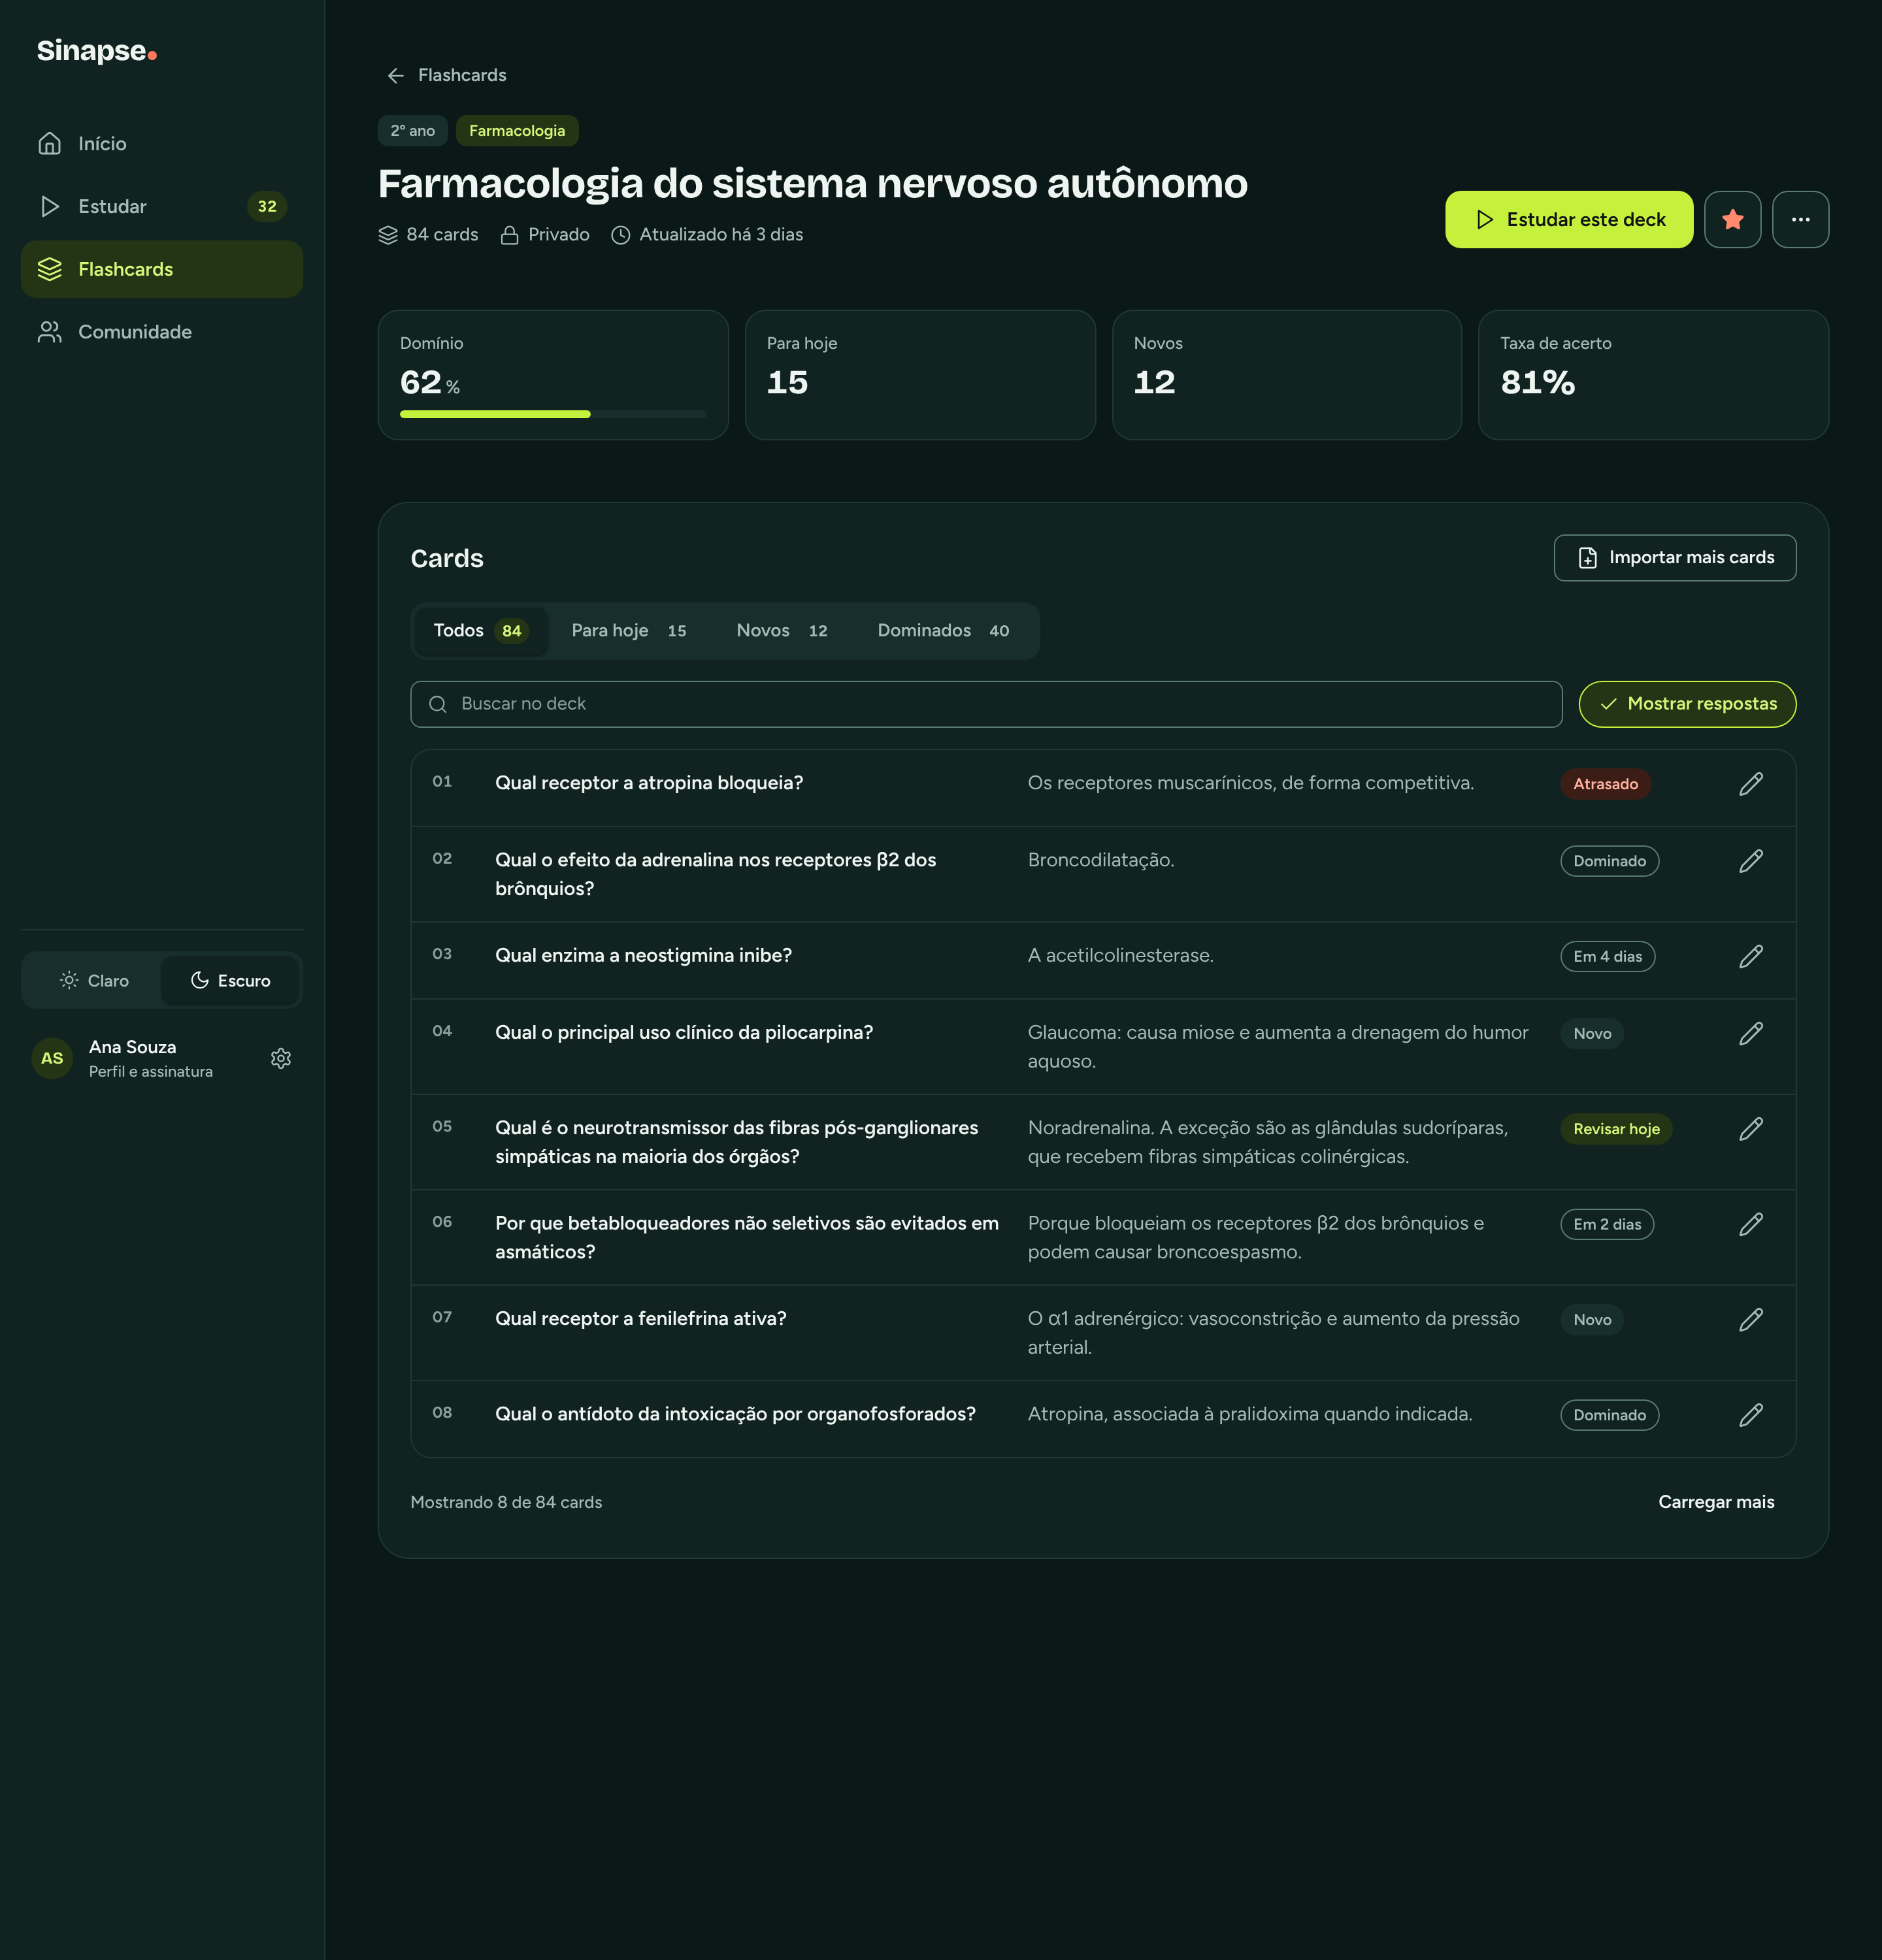 Sinapse.
Início
Estudar 32
Flashcards
Comunidade
Claro Escuro
AS Ana Souza
Perfil e assinatura
Flashcards
2º ano Farmacologia
Farmacologia do sistema nervoso autônomo
84 cards Privado Atualizado há 3 dias
Estudar este deck
Domínio
62 %
Para hoje
15
Novos
12
Taxa de acerto
81%
Cards
Importar mais cards
Todos 84 Para hoje 15 Novos 12 Dominados 40
Buscar no deck
Mostrar respostas
01 Qual receptor a atropina bloqueia? Os receptores muscarínicos, de forma competitiva. Atrasado
02 Qual o efeito da adrenalina nos receptores β2 dos
brônquios?
Broncodilatação.
Dominado
03 Qual enzima a neostigmina inibe? A acetilcolinesterase. Em 4 dias
04 Qual o principal uso clínico da pilocarpina?
Glaucoma: causa miose e aumenta a drenagem do humor
aquoso.
Novo
05 Qual é o neurotransmissor das fibras pós-ganglionares
simpáticas na maioria dos órgãos?
Noradrenalina. A exceção são as glândulas sudoríparas,
que recebem fibras simpáticas colinérgicas.
Revisar hoje
06 Por que betabloqueadores não seletivos são evitados em
asmáticos?
Porque bloqueiam os receptores β2 dos brônquios e
podem causar broncoespasmo.
Em 2 dias
07 Qual receptor a fenilefrina ativa?
O α1 adrenérgico: vasoconstrição e aumento da pressão
arterial.
Novo
08 Qual o antídoto da intoxicação por organofosforados? Atropina, associada à pralidoxima quando indicada. Dominado
Mostrando 8 de 84 cards
Carregar mais